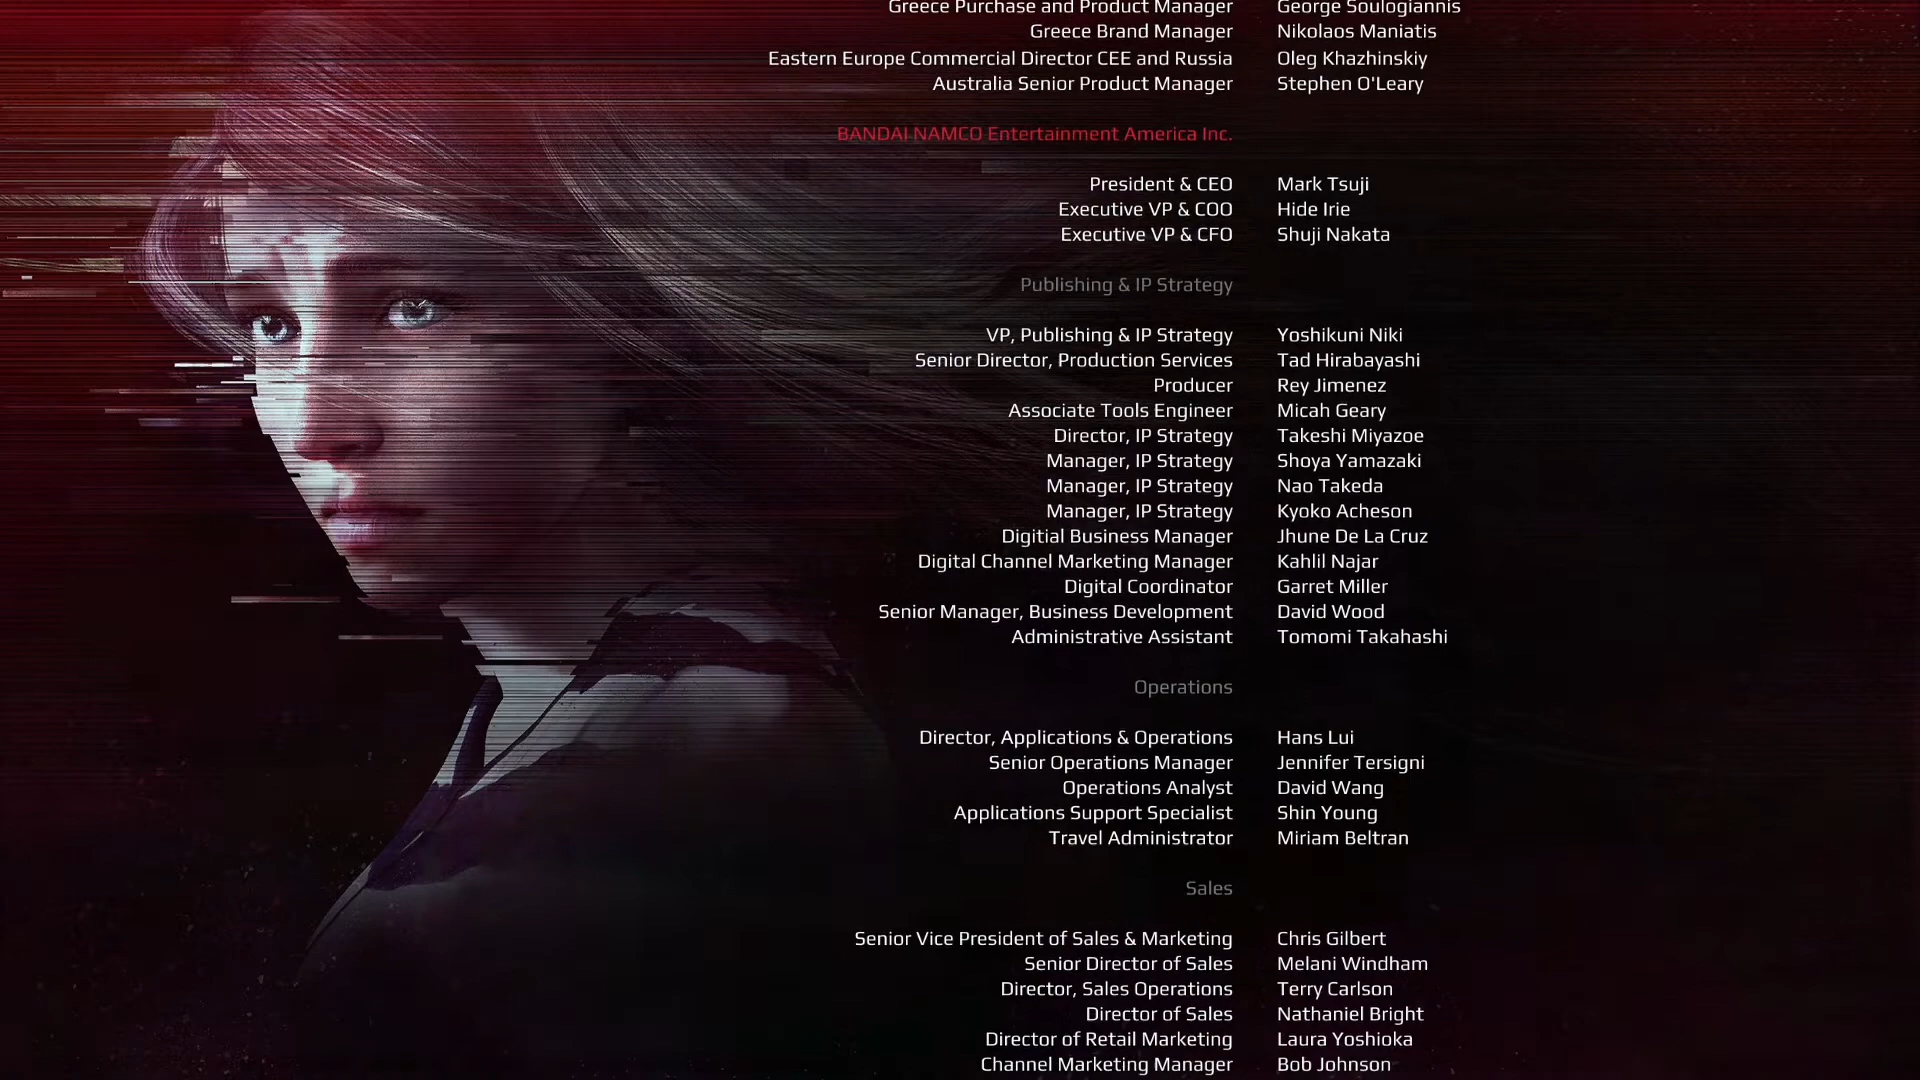 Greece Purchase and Product Manager George Soulogiannis
Greece Brand Manager Nikolaos Maniatis
Eastern Europe Commercial Director CEE and Russia Oleg Khazhinskiy
Australia Senior Product Manager Stephen O'Leary
BANDAI NAMCO Entertainment America Inc.
President & CEO Mark Tsuji
Executive VP & COO Hide Irie
Executive VP & CFO Shuji Nakata
Publishing & IP Strategy
VP, Publishing & IP Strategy Yoshikuni Niki
Senior Director, Production Services Tad Hirabayashi
Producer Rey Jimenez
Associate Tools Engineer Micah Geary
Director, IP Strategy Takeshi Miyazoe
Manager, IP Strategy Shoya Yamazaki
Manager, IP Strategy Nao Takeda
Manager, IP Strategy Kyoko Acheson
Digitial Business Manager Jhune De La Cruz
Digital Channel Marketing Manager Kahlil Najar
Digital Coordinator Garret Miller
Senior Manager, Business Development David Wood
Administrative Assistant Tomomi Takahashi
Operations
Director, Applications & Operations Hans Lui
Senior Operations Manager Jennifer Tersigni
Operations Analyst David Wang
Applications Support Specialist Shin Young
Travel Administrator Miriam Beltran
Sales
Senior Vice President of Sales & Marketing Chris Gilbert
Senior Director of Sales Melani Windham
Director, Sales Operations Terry Carlson
Director of Sales Nathaniel Bright
Director of Retail Marketing Laura Yoshioka
Channel Marketing Manager Bob Johnson